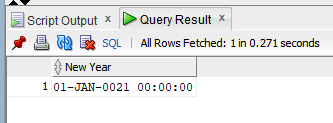 Script Output Query Result
SQL All Rows Fetched: 1 in 0.271 seconds
New Year
1 01-JAN-0021 00:00:00